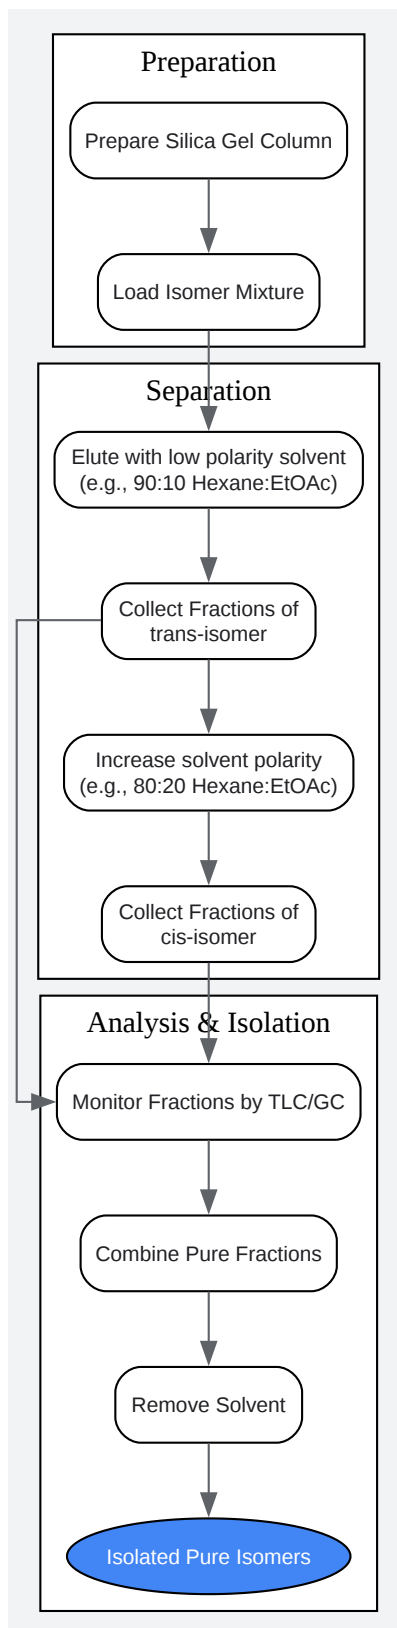 Preparation
Prepare Silica Gel Column
Load Isomer Mixture
Separation
Elute with low polarity solvent
(e.g., 90:10 Hexane:EtOAc)
Collect Fractions of
trans-isomer
Increase solvent polarity
(e.g., 80:20 Hexane:EtOAc)
Collect Fractions of
cis-isomer
Analysis & Isolation
Monitor Fractions by TLC/GC
Combine Pure Fractions
Remove Solvent
Isolated Pure Isomers